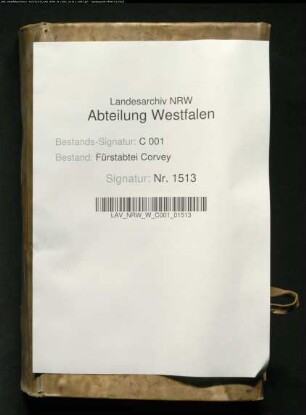 Landesarchiv NRW
Abteilung Westfalen
Bestands-Signatur: C 001
Bestand: Fürstabtei Corvey
Signatur: Nr. 1513
LAV_NRW_W_C001_01513